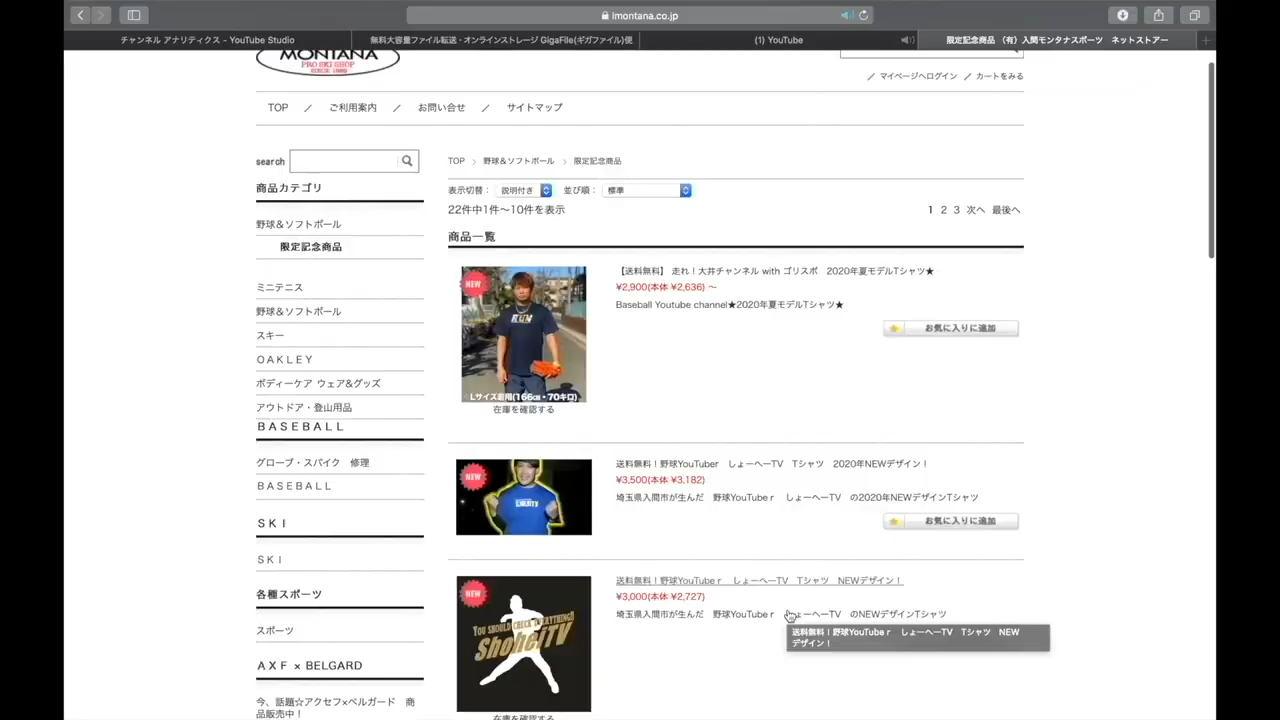 imontana.co.jp
チャンネル アナリティクス - YouTube Studio
無料大容量ファイル転送・オンラインストレージ GigaFile(ギガファイル)便
(1) YouTube
限定記念商品 （有）入間モンタナスポーツ ネットストアー
MONTANA
PRO SKI SHOP
マイページへログイン
カートをみる
TOP
ご利用案内
お問い合せ
サイトマップ
search
商品カテゴリ
野球＆ソフトボール
限定記念商品
ミニテニス
野球＆ソフトボール
スキー
ＯＡＫＬＥＹ
ボディーケア ウェア&グッズ
アウトドア・登山用品
ＢＡＳＥＢＡＬＬ
グローブ・スパイク 修理
ＢＡＳＥＢＡＬＬ
ＳＫＩ
ＳＫＩ
各種スポーツ
スポーツ
ＡＸＦ × BELGARD
今、話題☆アクセフ×ベルガード 商
品販売中！
TOP > 野球＆ソフトボール > 限定記念商品
表示切替： 説明付き 並び順： 標準
22件中1件～10件を表示
1 2 3 次へ 最後へ
商品一覧
NEW
RUN
Lサイズ着用(166㎝・70キロ)
在庫を確認する
【送料無料】 走れ！大井チャンネル with ゴリスポ 2020年夏モデルTシャツ★
¥2,900(本体 ¥2,636) ～
Baseball Youtube channel★2020年夏モデルTシャツ★
お気に入りに追加
NEW
送料無料！野球YouTuber しょーへーTV Tシャツ 2020年NEWデザイン！
¥3,500(本体 ¥3,182)
埼玉県入間市が生んだ 野球YouTubeｒ しょーへーTV の2020年NEWデザインTシャツ
お気に入りに追加
NEW
YOU SHOULD CHECK EVERYTHING!!
ShoheiTV
在庫を確認する
送料無料！野球YouTubeｒ しょーへーTV Tシャツ NEWデザイン！
¥3,000(本体 ¥2,727)
埼玉県入間市が生んだ 野球YouTubeｒ しょーへーTV のNEWデザインTシャツ
送料無料！野球YouTubeｒ しょーへーTV Tシャツ NEW
デザイン！